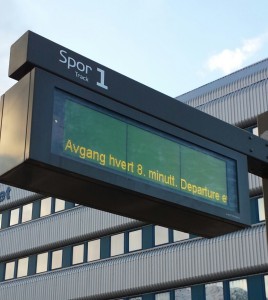 Spor 1
Track
Avgang hvert 8. minutt. Departure e